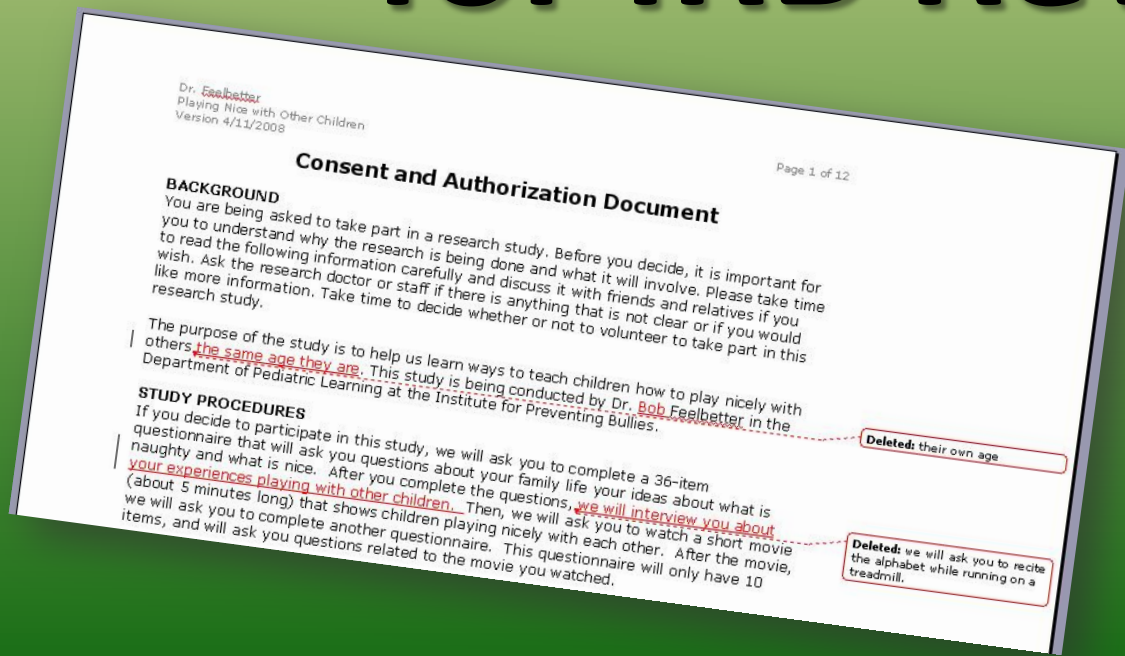 Dr. Feelbetter
Playing Nice with Other Children
Version 4/11/2008
Page 1 of 12
Consent and Authorization Document
BACKGROUND
You are being asked to take part in a research study. Before you decide, it is important for
you to understand why the research is being done and what it will involve. Please take time
to read the following information carefully and discuss it with friends and relatives if you
wish. Ask the research doctor or staff if there is anything that is not clear or if you would
like more information. Take time to decide whether or not to volunteer to take part in this
research study.
The purpose of the study is to help us learn ways to teach children how to play nicely with
others the same age they are. This study is being conducted by Dr. Bob Feelbetter in the
Department of Pediatric Learning at the Institute for Preventing Bullies.
Deleted: their own age
STUDY PROCEDURES
If you decide to participate in this study, we will ask you to complete a 36-item
questionnaire that will ask you questions about your family life your ideas about what is
naughty and what is nice. After you complete the questions, we will interview you about
your experiences playing with other children. Then, we will ask you to watch a short movie
(about 5 minutes long) that shows children playing nicely with each other. After the movie,
we will ask you to complete another questionnaire. This questionnaire will only have 10
items, and will ask you questions related to the movie you watched.
Deleted: we will ask you to recite
the alphabet while running on a
treadmill.